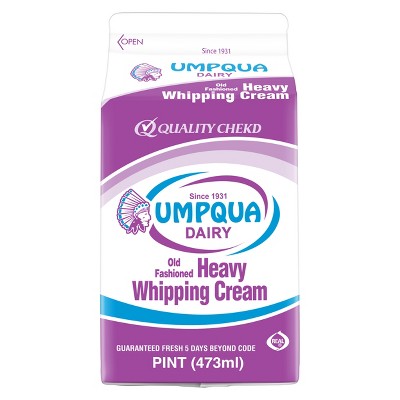 OPEN
Since 1931
UMPQUA
DAIRY
Old Fashioned Heavy
Whipping Cream
QUALITY CHEKD
Since 1931
UMPQUA
DAIRY
Old
Fashioned Heavy
Whipping Cream
GUARANTEED FRESH 5 DAYS BEYOND CODE
PINT (473ml)
REAL